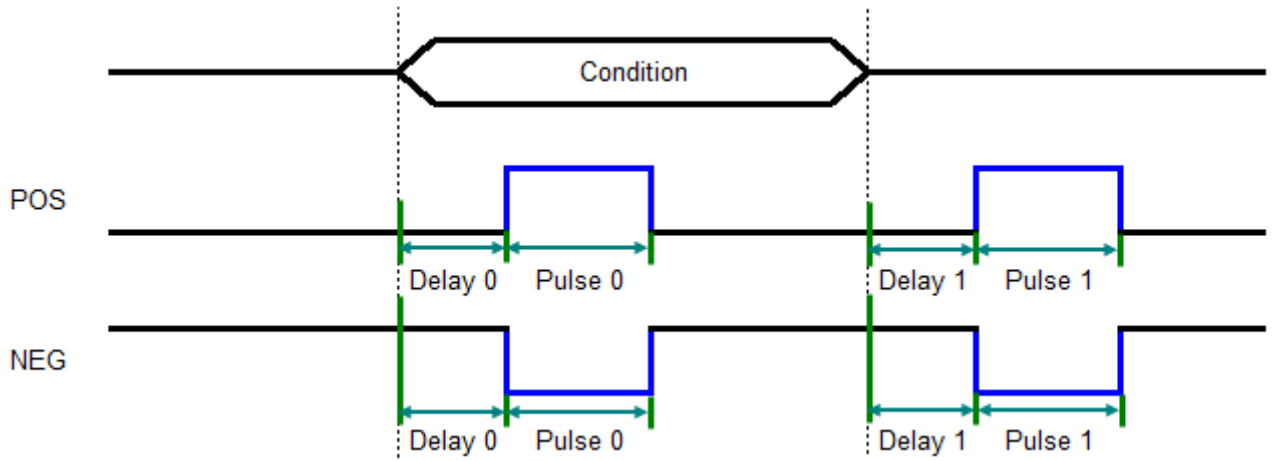 Condition
POS
Delay 0 Pulse 0 Delay 1 Pulse 1
NEG
Delay 0 Pulse 0 Delay 1 Pulse 1